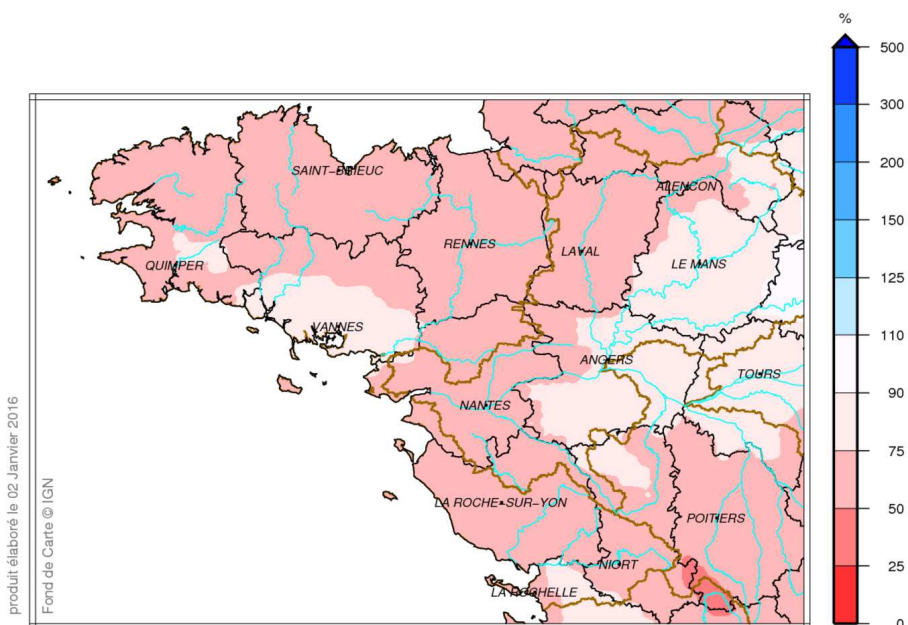 %
500
300
200
150
125
110
90
75
50
25
0
SAINT-BRIEUC
ALENCON
RENNES
LAVAL
LE MANS
QUIMPER
VANNES
ANGERS
TOURS
NANTES
LA ROCHE-SUR-YON
POITIERS
NIORT
LA ROCHELLE
produit élaboré le 02 Janvier 2016
Fond de Carte © IGN